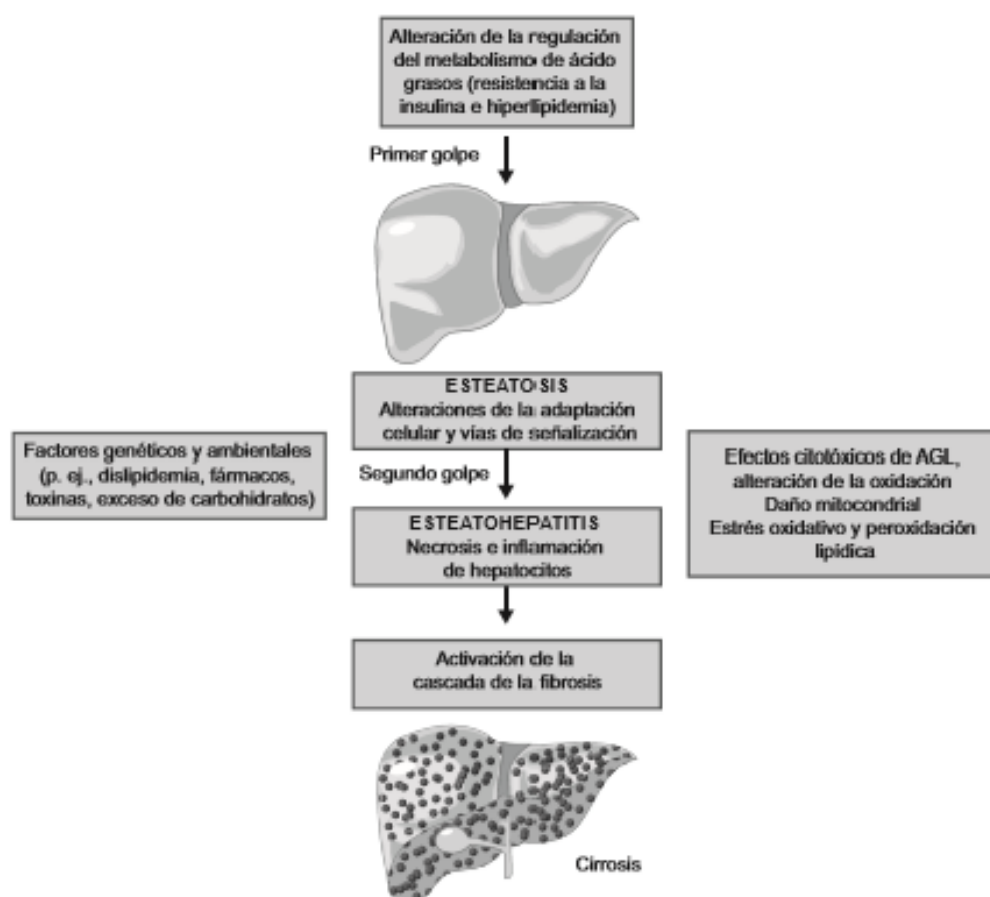 Alteración de la regulación
del metabolismo de ácido
grasos (resistencia a la
insulina e hiperlipidemia)
Primer golpe
ESTEATOSIS
Alteraciones de la adaptación
celular y vías de señalización
Factores genéticos y ambientales
(p. ej., dislipidemia, fármacos,
toxinas, exceso de carbohidratos)
Segundo golpe
Efectos citotóxicos de AGL,
alteración de la oxidación
Daño mitocondrial
Estrés oxidativo y peroxidación
lipídica
ESTEATOHEPATITIS
Necrosis e inflamación
de hepatocitos
Activación de la
cascada de la fibrosis
Cirrosis